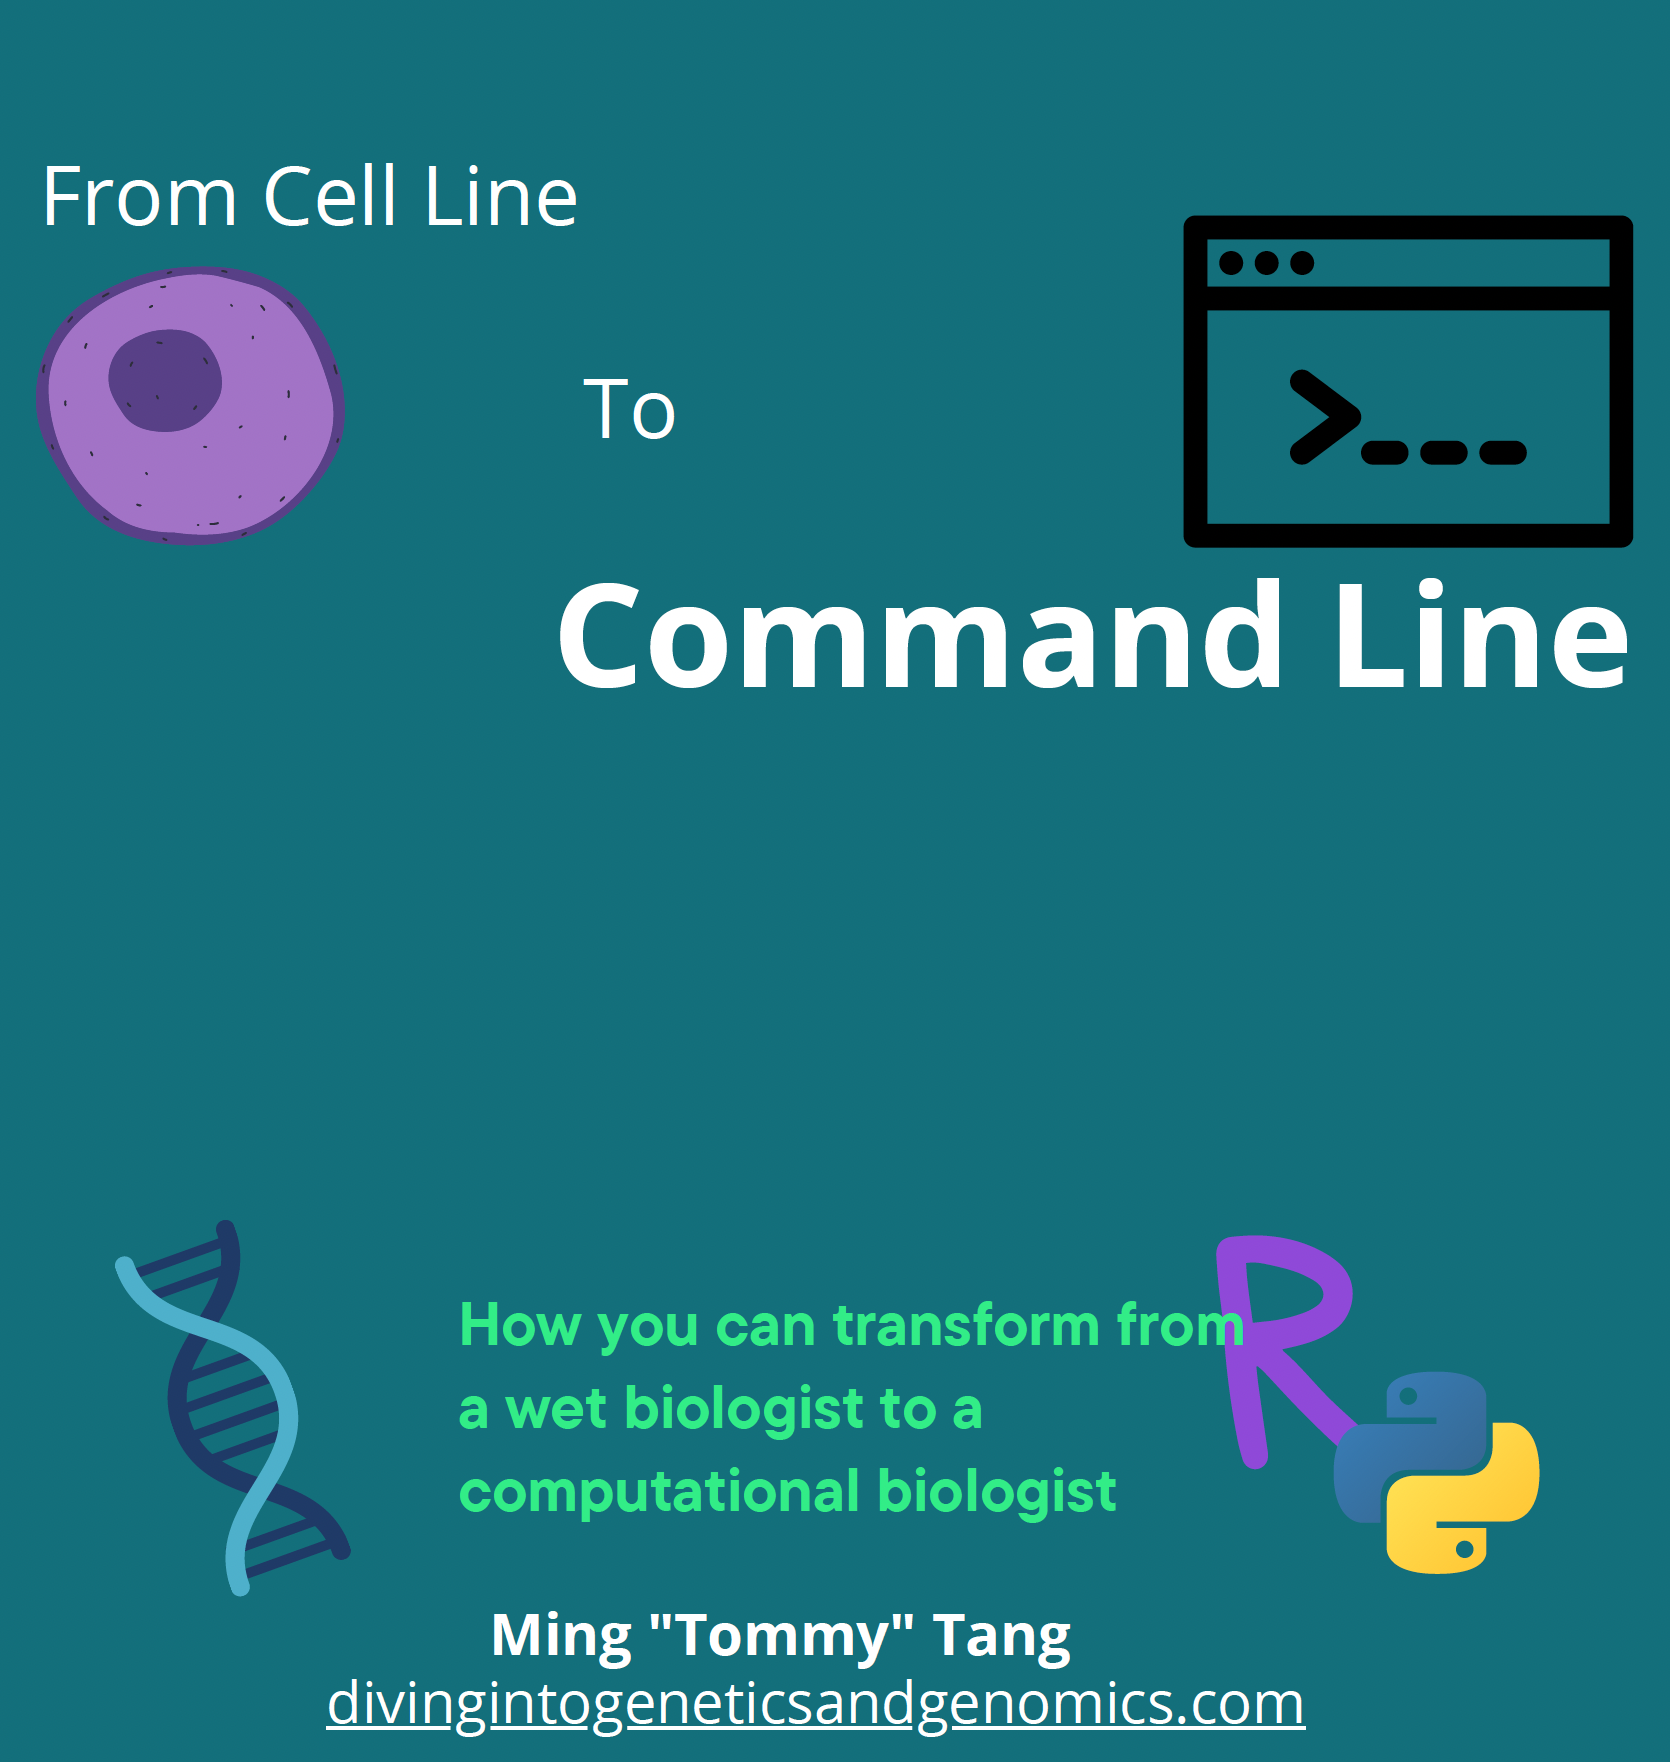 From Cell Line
To
>___
Command Line
How you can transform from
a wet biologist to a
computational biologist
R
Ming "Tommy" Tang
divingintogeneticsandgenomics.com